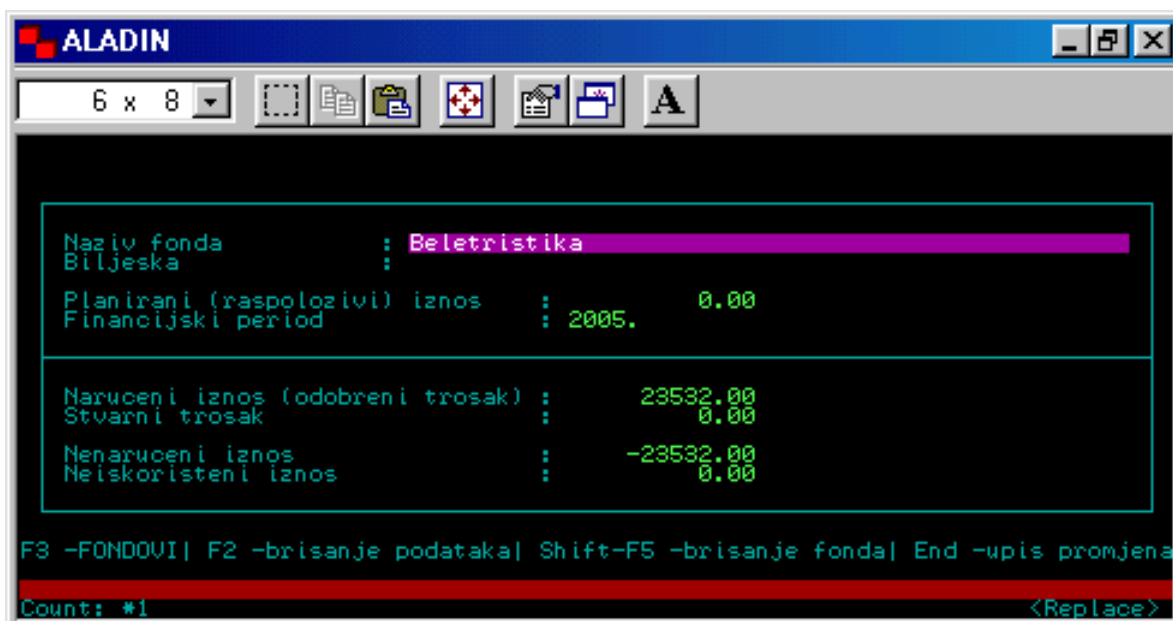 ALADIN
6 x 8
A
Naziv fonda : Beletristika
Biljeska :
Planirani (raspolozivi) iznos : 0.00
Financijski period : 2005.
Naruceni iznos (odobreni trosak) : 23532.00
Stvarni trosak : 0.00
Nenaruceni iznos : -23532.00
Neiskoristeni iznos : 0.00
F3 -FONDOVI| F2 -brisanje podataka| Shift-F5 -brisanje fonda| End -upis promjena
Count: *1 <Replace>